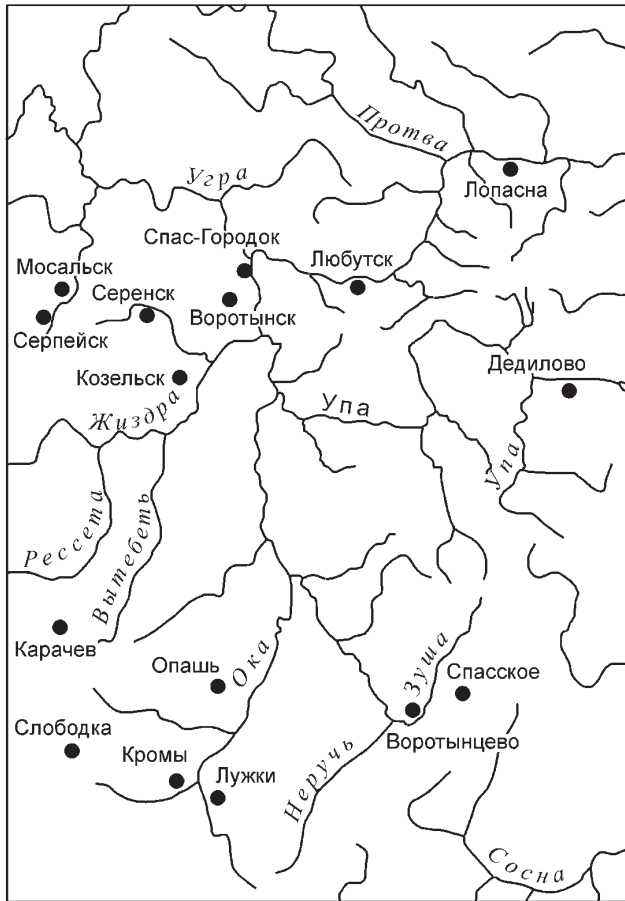 Протва
Лопасна
Угра
Спас-Городок
Мосальск
Любутск
Серенск
Воротынск
Серпейск
Дедилово
Козельск
Жиздра
Упа
Упа
Рессета
Вытебеть
Карачев
Опашь
Ока
Зуша
Спасское
Слободка
Кромы
Воротынцево
Лужки
Неручь
Сосна